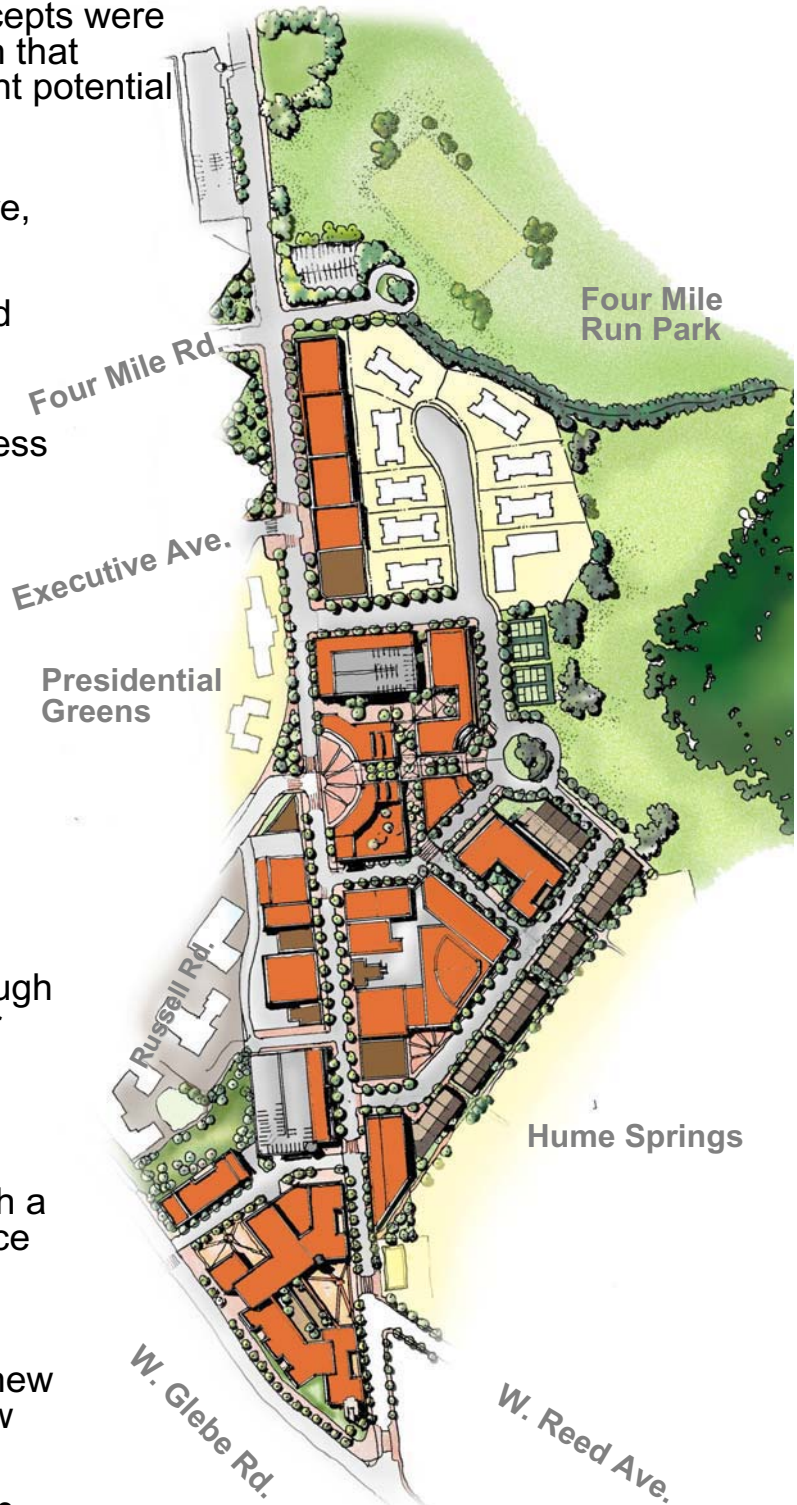 cepts were
n that
nt potential
e,
d
ess
ugh
r
h a
ce
new
w
Four Mile
Run Park
Four Mile Rd.
Executive Ave.
Presidential
Greens
Russell Rd.
Hume Springs
W. Glebe Rd.
W. Reed Ave.